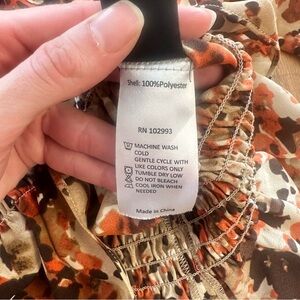 Shell: 100%Polyester
RN 102993
MACHINE WASH
COLD
GENTLE CYCLE WITH
LIKE COLORS ONLY
TUMBLE DRY LOW
DO NOT BLEACH
COOL IRON WHEN
NEEDED
Made in China